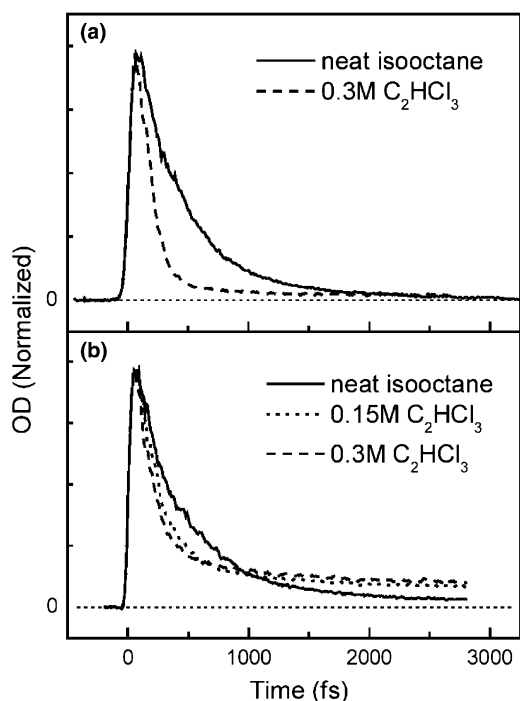 (a)
neat isooctane
0.3M C₂HCl₃
0
OD (Normalized)
(b)
neat isooctane
0.15M C₂HCl₃
0.3M C₂HCl₃
0
0 1000 2000 3000
Time (fs)